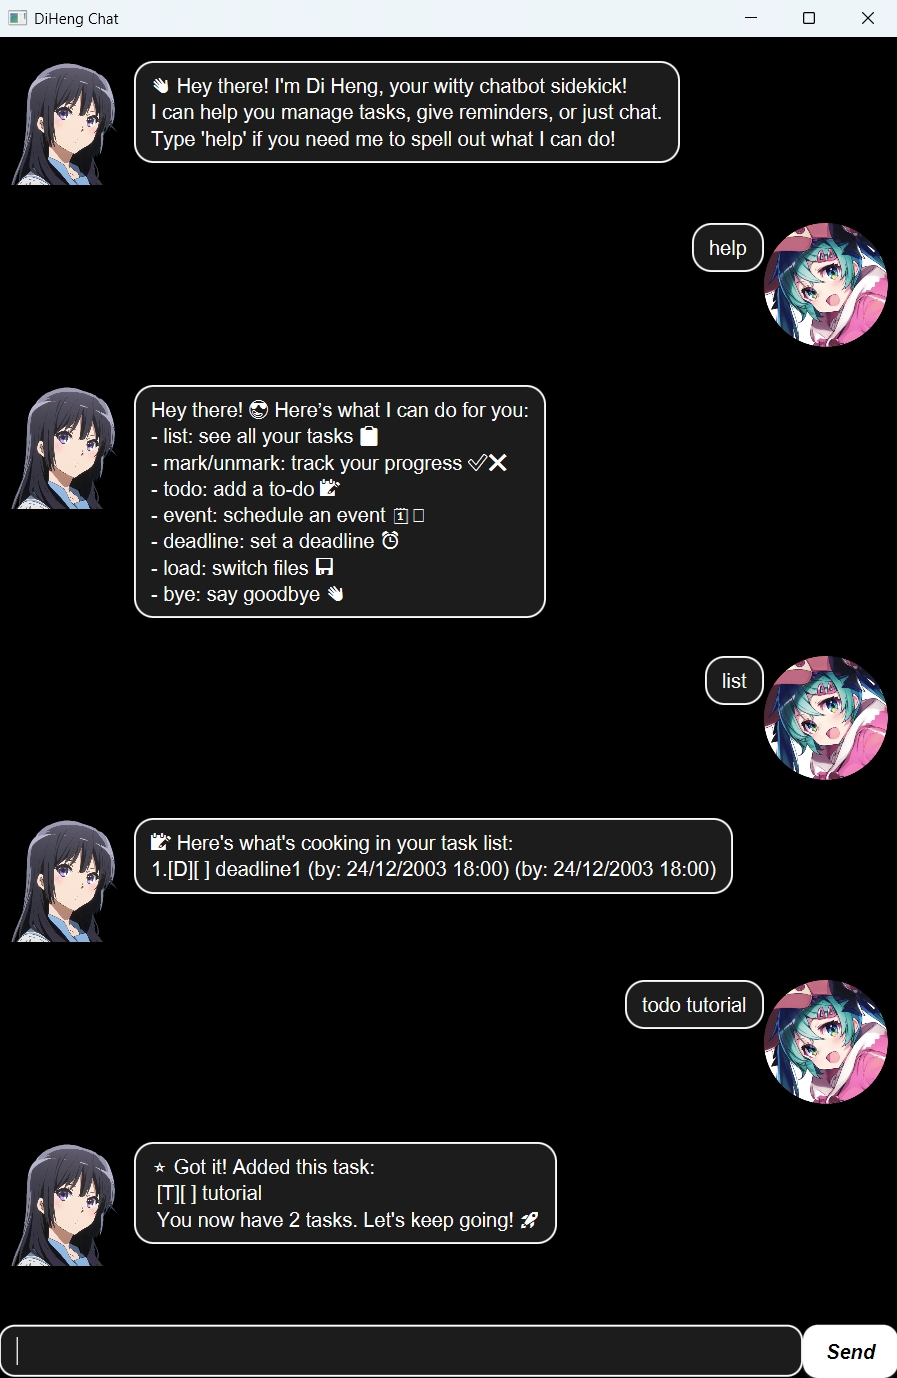 DiHeng Chat
👋 Hey there! I'm Di Heng, your witty chatbot sidekick!
I can help you manage tasks, give reminders, or just chat.
Type 'help' if you need me to spell out what I can do!
help
Hey there! 😎 Here’s what I can do for you:
- list: see all your tasks 📋
- mark/unmark: track your progress ✅❌
- todo: add a to-do 📝
- event: schedule an event 🗓️
- deadline: set a deadline ⏰
- load: switch files 💾
- bye: say goodbye 👋
list
📝 Here's what's cooking in your task list:
1.[D][ ] deadline1 (by: 24/12/2003 18:00) (by: 24/12/2003 18:00)
todo tutorial
⭐ Got it! Added this task:
[T][ ] tutorial
You now have 2 tasks. Let's keep going! 🚀
Send